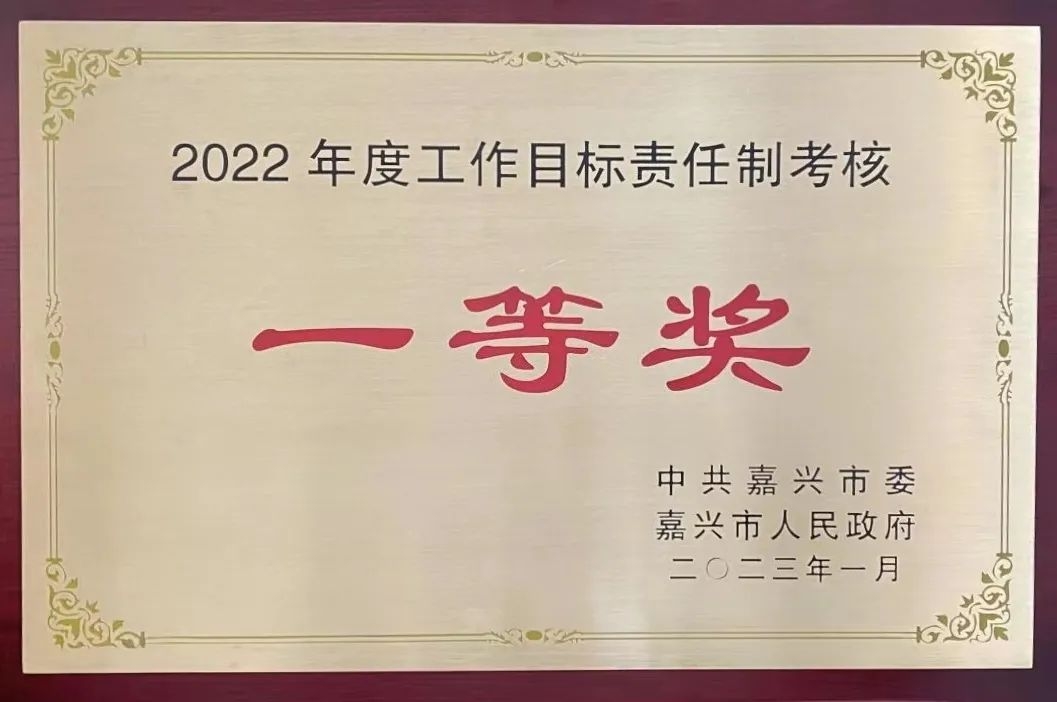 2022 年度工作目标责任制考核
一等奖
中共嘉兴市委
嘉兴市人民政府
二〇二三年一月